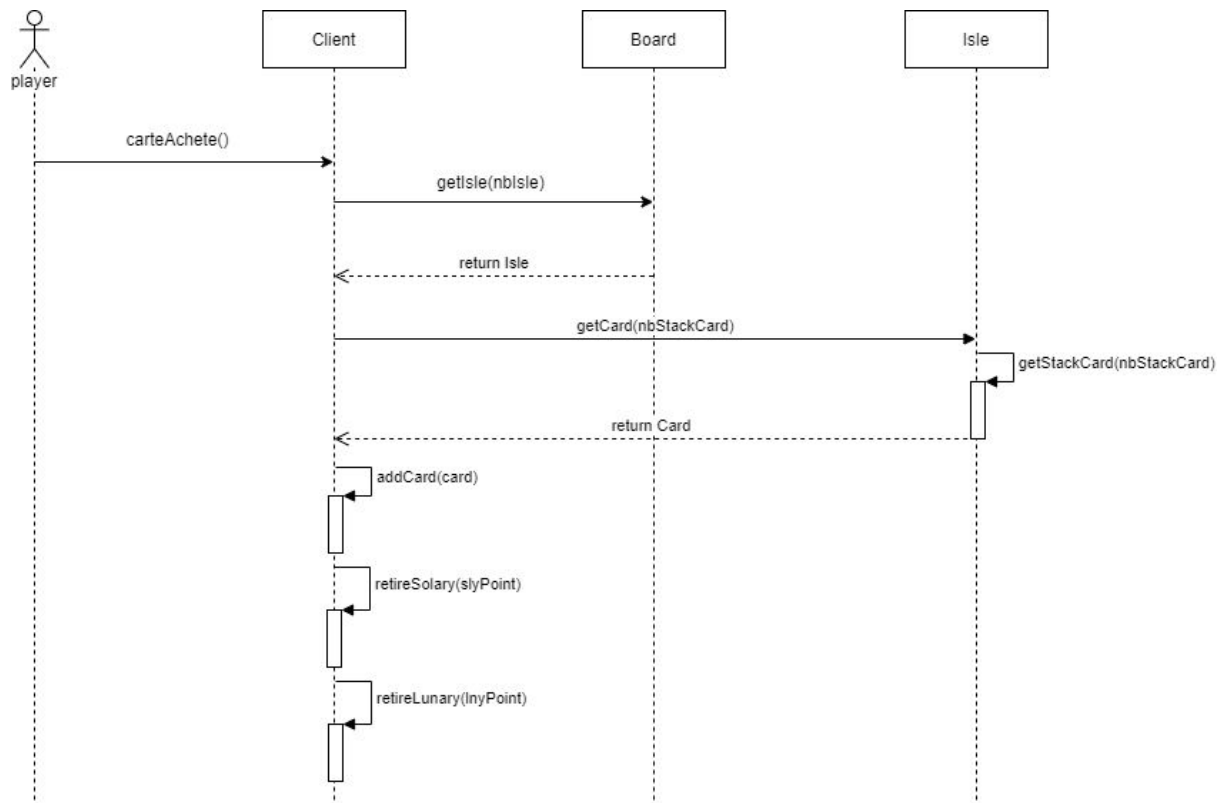 player
Client
Board
Isle
carteAchete()
getIsle(nbIsle)
return Isle
getCard(nbStackCard)
getStackCard(nbStackCard)
return Card
addCard(card)
retireSolary(slyPoint)
retireLunary(lnyPoint)